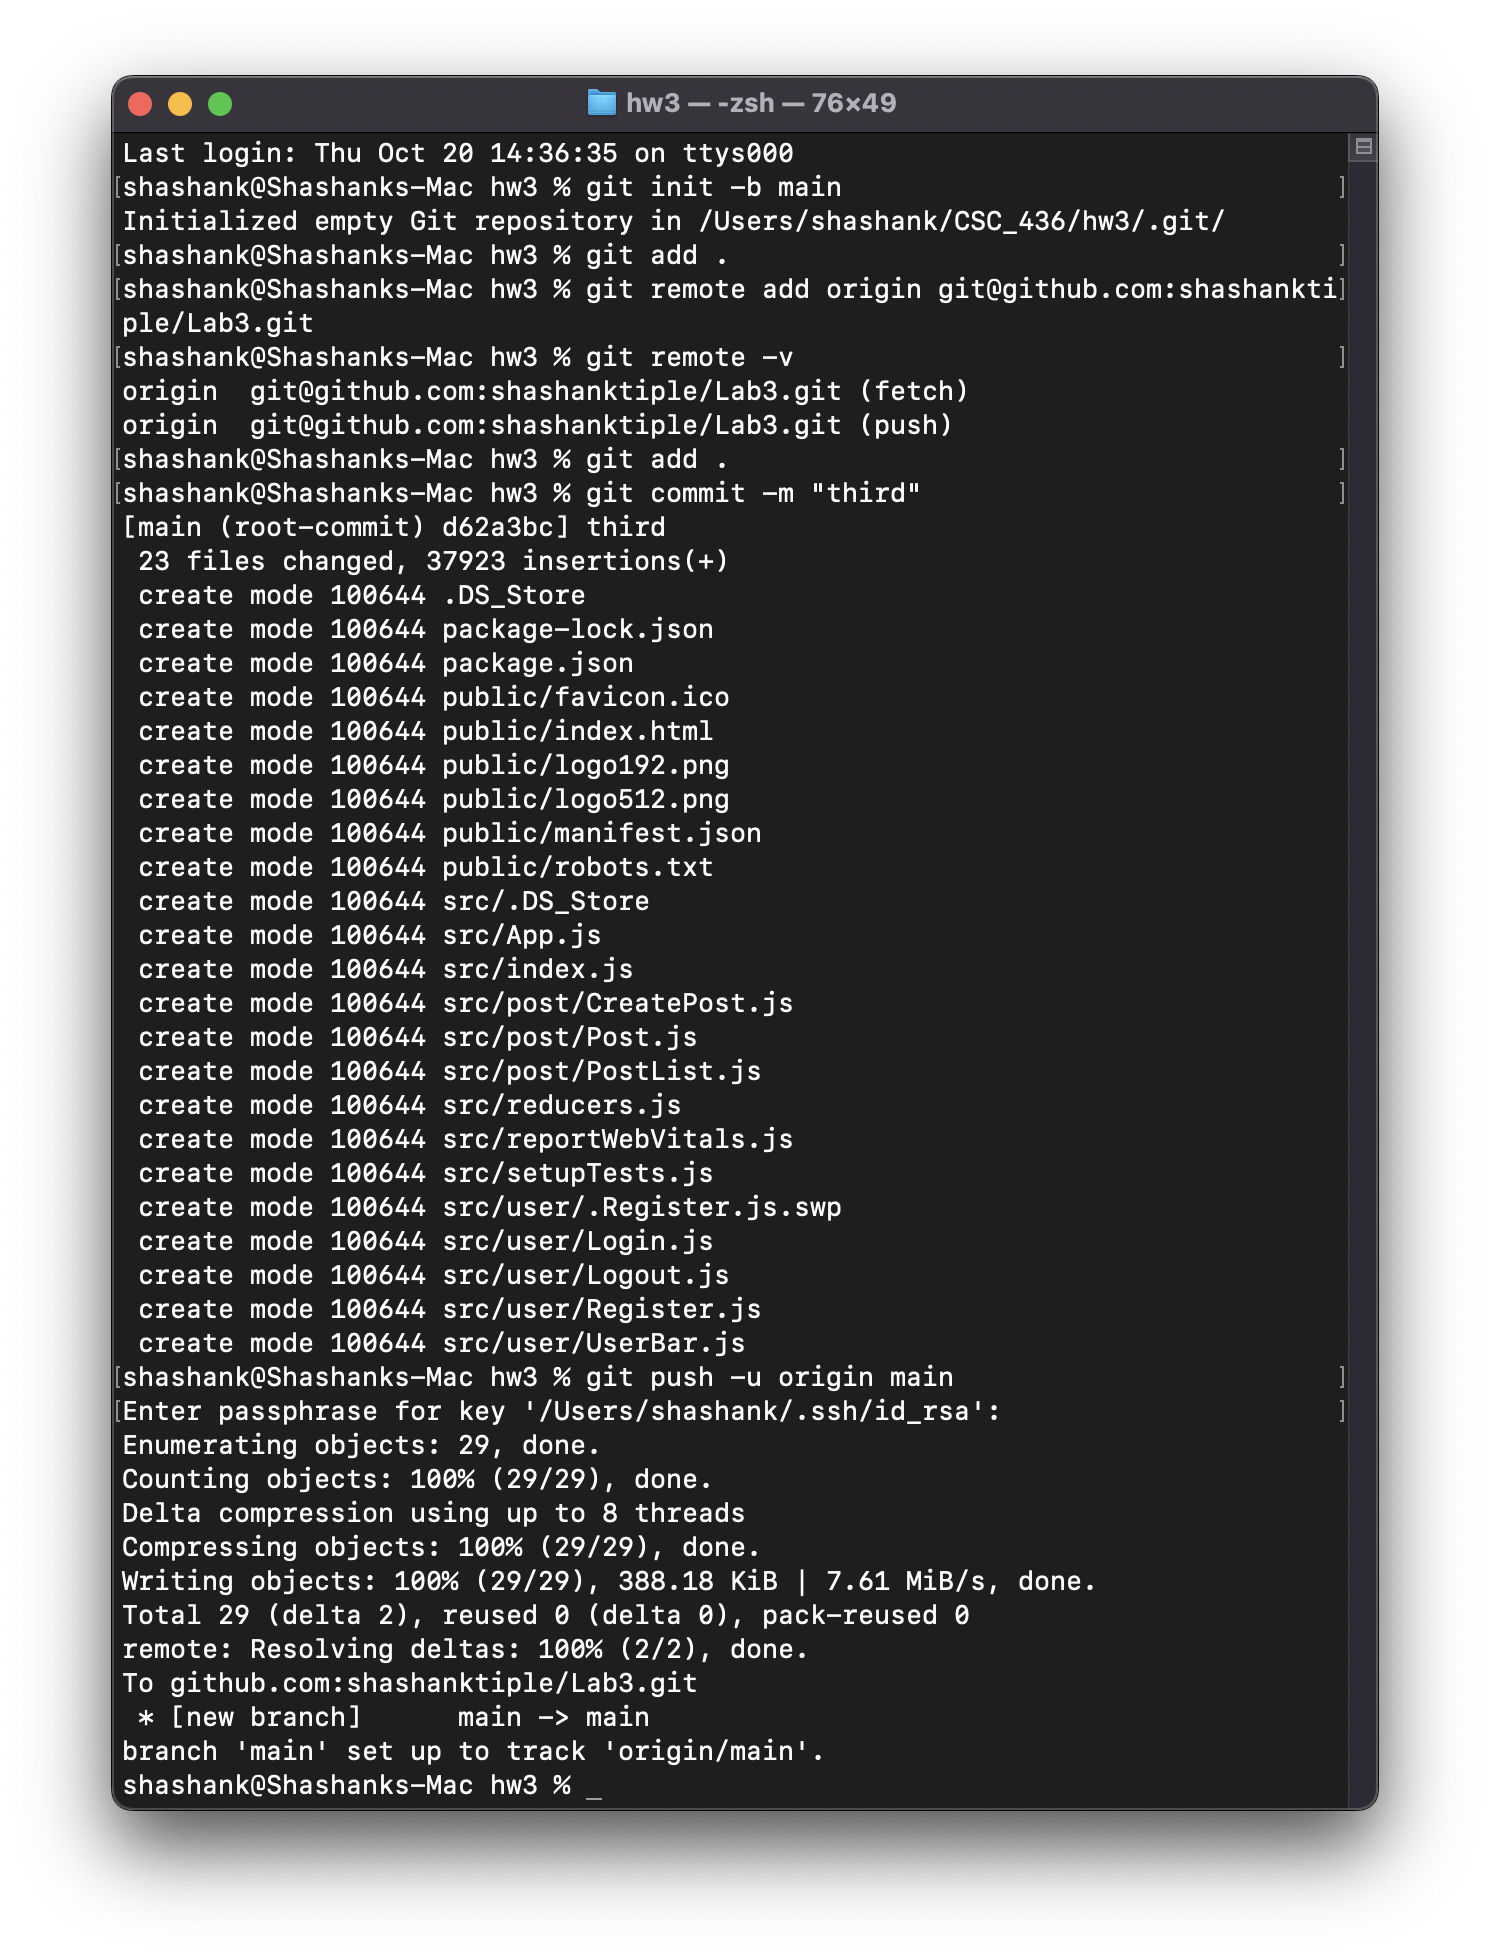 hw3 — -zsh — 76×49
Last login: Thu Oct 20 14:36:35 on ttys000
[shashank@Shashanks-Mac hw3 % git init -b main ]
Initialized empty Git repository in /Users/shashank/CSC_436/hw3/.git/
[shashank@Shashanks-Mac hw3 % git add . ]
[shashank@Shashanks-Mac hw3 % git remote add origin git@github.com:shashankti]
ple/Lab3.git
[shashank@Shashanks-Mac hw3 % git remote -v ]
origin  git@github.com:shashanktiple/Lab3.git (fetch)
origin  git@github.com:shashanktiple/Lab3.git (push)
[shashank@Shashanks-Mac hw3 % git add . ]
[shashank@Shashanks-Mac hw3 % git commit -m "third" ]
[main (root-commit) d62a3bc] third
 23 files changed, 37923 insertions(+)
 create mode 100644 .DS_Store
 create mode 100644 package-lock.json
 create mode 100644 package.json
 create mode 100644 public/favicon.ico
 create mode 100644 public/index.html
 create mode 100644 public/logo192.png
 create mode 100644 public/logo512.png
 create mode 100644 public/manifest.json
 create mode 100644 public/robots.txt
 create mode 100644 src/.DS_Store
 create mode 100644 src/App.js
 create mode 100644 src/index.js
 create mode 100644 src/post/CreatePost.js
 create mode 100644 src/post/Post.js
 create mode 100644 src/post/PostList.js
 create mode 100644 src/reducers.js
 create mode 100644 src/reportWebVitals.js
 create mode 100644 src/setupTests.js
 create mode 100644 src/user/.Register.js.swp
 create mode 100644 src/user/Login.js
 create mode 100644 src/user/Logout.js
 create mode 100644 src/user/Register.js
 create mode 100644 src/user/UserBar.js
[shashank@Shashanks-Mac hw3 % git push -u origin main ]
[Enter passphrase for key '/Users/shashank/.ssh/id_rsa': ]
Enumerating objects: 29, done.
Counting objects: 100% (29/29), done.
Delta compression using up to 8 threads
Compressing objects: 100% (29/29), done.
Writing objects: 100% (29/29), 388.18 KiB | 7.61 MiB/s, done.
Total 29 (delta 2), reused 0 (delta 0), pack-reused 0
remote: Resolving deltas: 100% (2/2), done.
To github.com:shashanktiple/Lab3.git
 * [new branch]      main -> main
branch 'main' set up to track 'origin/main'.
shashank@Shashanks-Mac hw3 % _